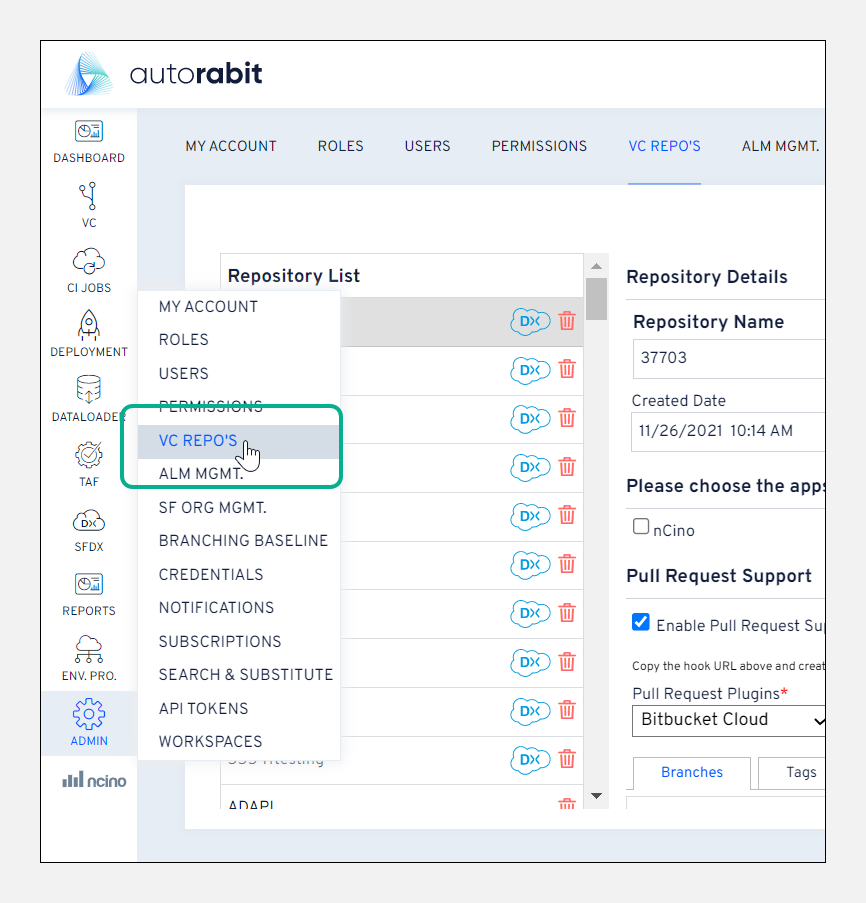 autorabit
MY ACCOUNT ROLES USERS PERMISSIONS VC REPO'S ALM MGMT.
DASHBOARD
VC
CI JOBS
DEPLOYMENT
DATALOADER
TAF
DX
SFDX
REPORTS
ENV. PRO.
ADMIN
ncino
MY ACCOUNT
ROLES
USERS
PERMISSIONS
VC REPO'S
ALM MGMT.
SF ORG MGMT.
BRANCHING BASELINE
CREDENTIALS
NOTIFICATIONS
SUBSCRIPTIONS
SEARCH & SUBSTITUTE
API TOKENS
WORKSPACES
Repository List
DX
DX
DX
DX
DX
DX
DX
DX
DX
DX
ADAPI
Repository Details
Repository Name
37703
Created Date
11/26/2021 10:14 AM
Please choose the apps
nCino
Pull Request Support
Enable Pull Request Su
Copy the hook URL above and creat
Pull Request Plugins*
Bitbucket Cloud
Branches Tags